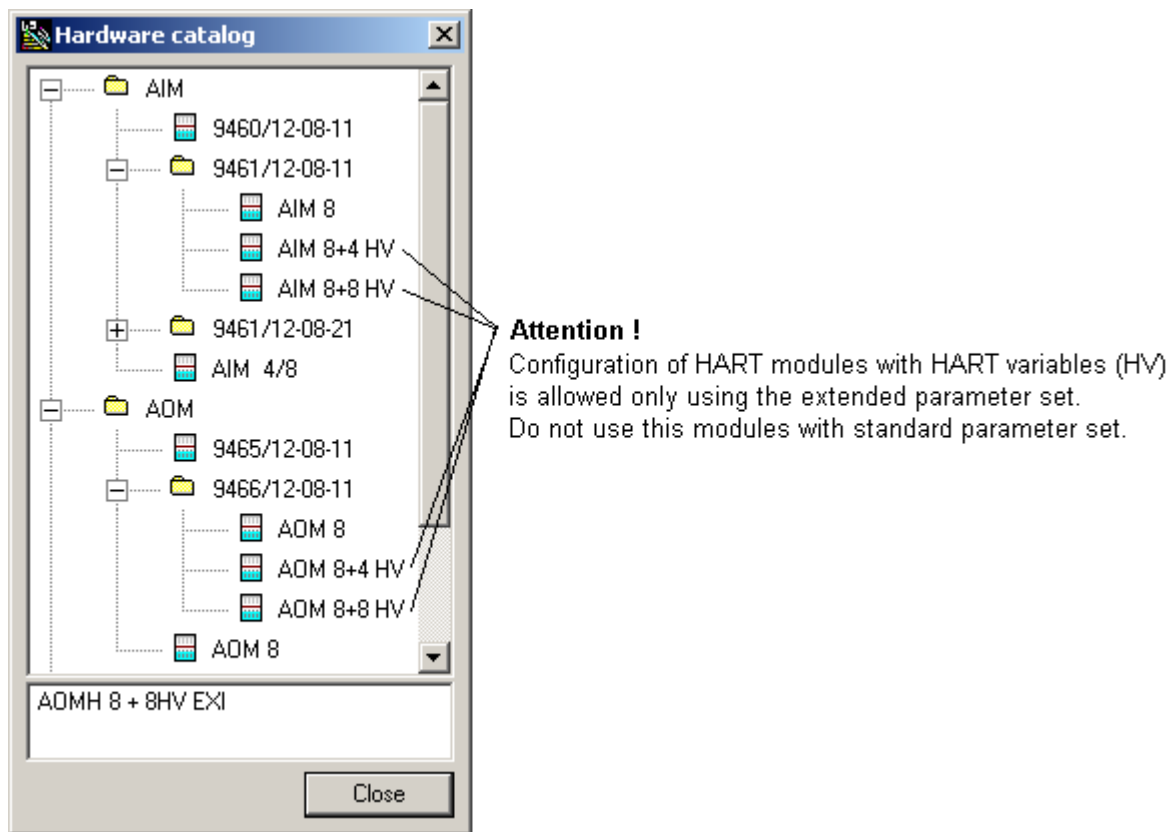 Hardware catalog
AIM
9460/12-08-11
9461/12-08-11
AIM 8
AIM 8+4 HV
AIM 8+8 HV
9461/12-08-21
AIM 4/8
AOM
9465/12-08-11
9466/12-08-11
AOM 8
AOM 8+4 HV
AOM 8+8 HV
AOM 8
AOMH 8 + 8HV EXI
Close
Attention !
Configuration of HART modules with HART variables (HV)
is allowed only using the extended parameter set.
Do not use this modules with standard parameter set.